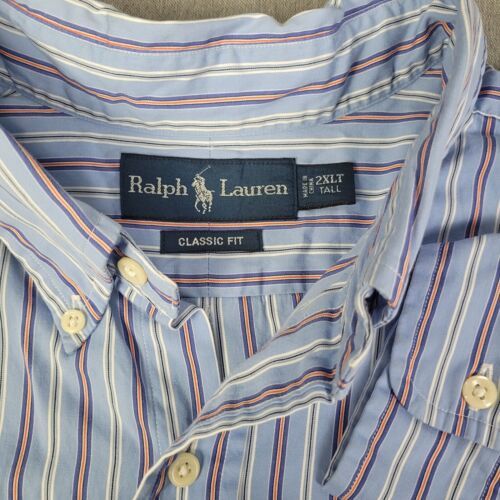 Ralph Lauren
MADE IN
CHINA
2XLT
TALL
CLASSIC FIT